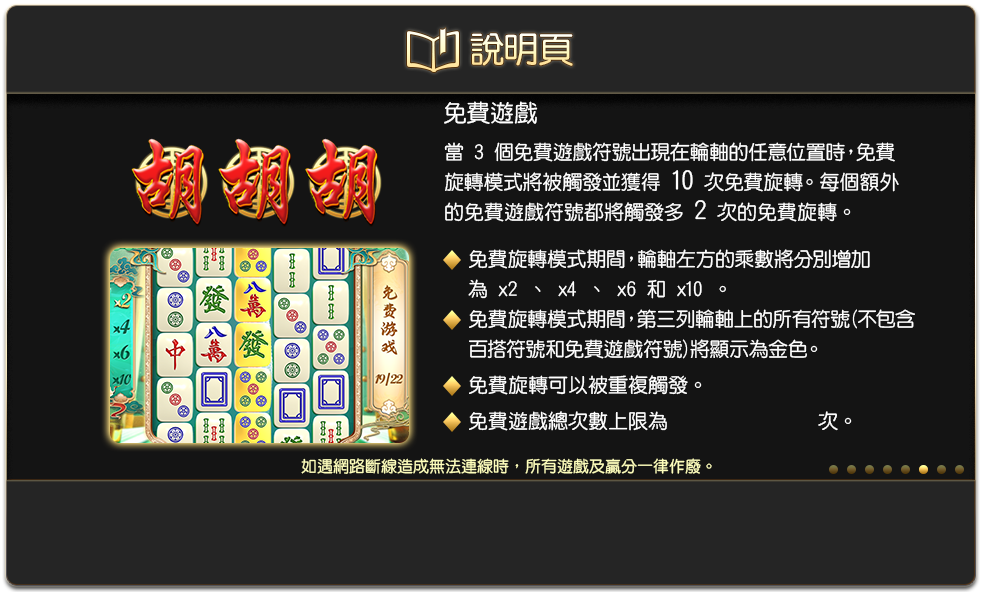 說明頁
免費遊戲
當 3 個免費遊戲符號出現在輪軸的任意位置時，免費
旋轉模式將被觸發並獲得 10 次免費旋轉。每個額外
的免費遊戲符號都將觸發多 2 次的免費旋轉。
胡胡胡
免费游戏
19/22
x2
x4
x6
x10
發
八萬
中
八萬
發
◆ 免費旋轉模式期間，輪軸左方的乘數將分別增加
為 x2 、 x4 、 x6 和 x10 。
◆ 免費旋轉模式期間，第三列輪軸上的所有符號(不包含
百搭符號和免費遊戲符號)將顯示為金色。
◆ 免費旋轉可以被重複觸發。
◆ 免費遊戲總次數上限為 次。
如遇網路斷線造成無法連線時，所有遊戲及贏分一律作廢。